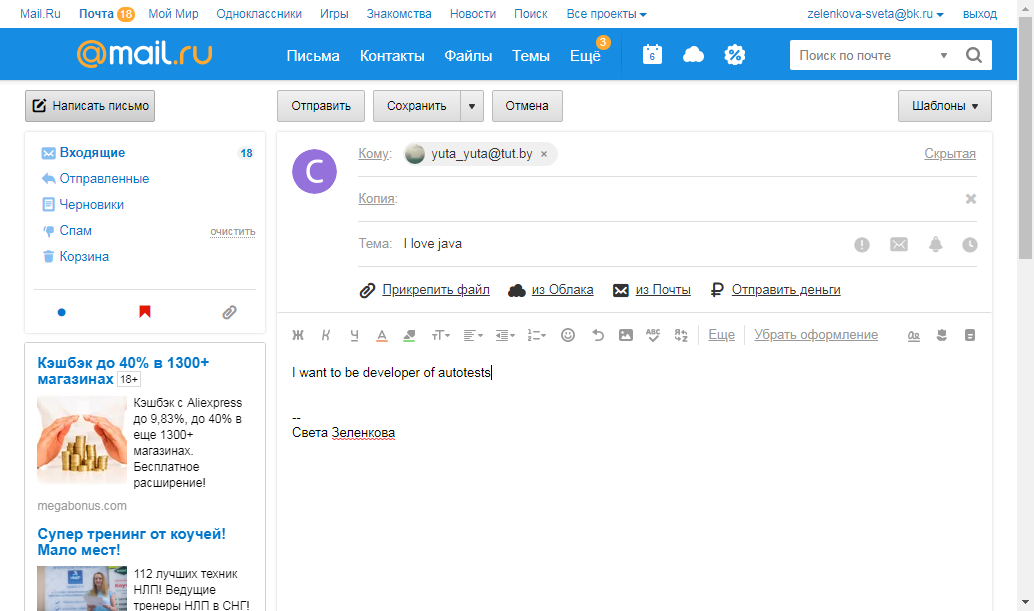 Mail.Ru Почта 18 Мой Мир Одноклассники Игры Знакомства Новости Поиск Все проекты zelenkova-sveta@bk.ru выход
@mail.ru Письма Контакты Файлы Темы Ещё 3 6 % Поиск по почте
Написать письмо Отправить Сохранить Отмена Шаблоны
Входящие 18
Отправленные
Черновики
Спам очистить
Корзина
Кэшбэк до 40% в 1300+
магазинах 18+
Кэшбэк с Aliexpress
до 9,83%, до 40% в
еще 1300+
магазинах.
Бесплатное
расширение!
megabonus.com
Супер тренинг от коучей!
Мало мест!
112 лучших техник
НЛП! Ведущие
тренеры НЛП в СНГ!
С
Кому: yuta_yuta@tut.by × Скрытая
Копия:
Тема: I love java
Прикрепить файл из Облака из Почты ₽ Отправить деньги
Ж К Ч А тТ ABC Еще Убрать оформление
I want to be developer of autotests
--
Света Зеленкова